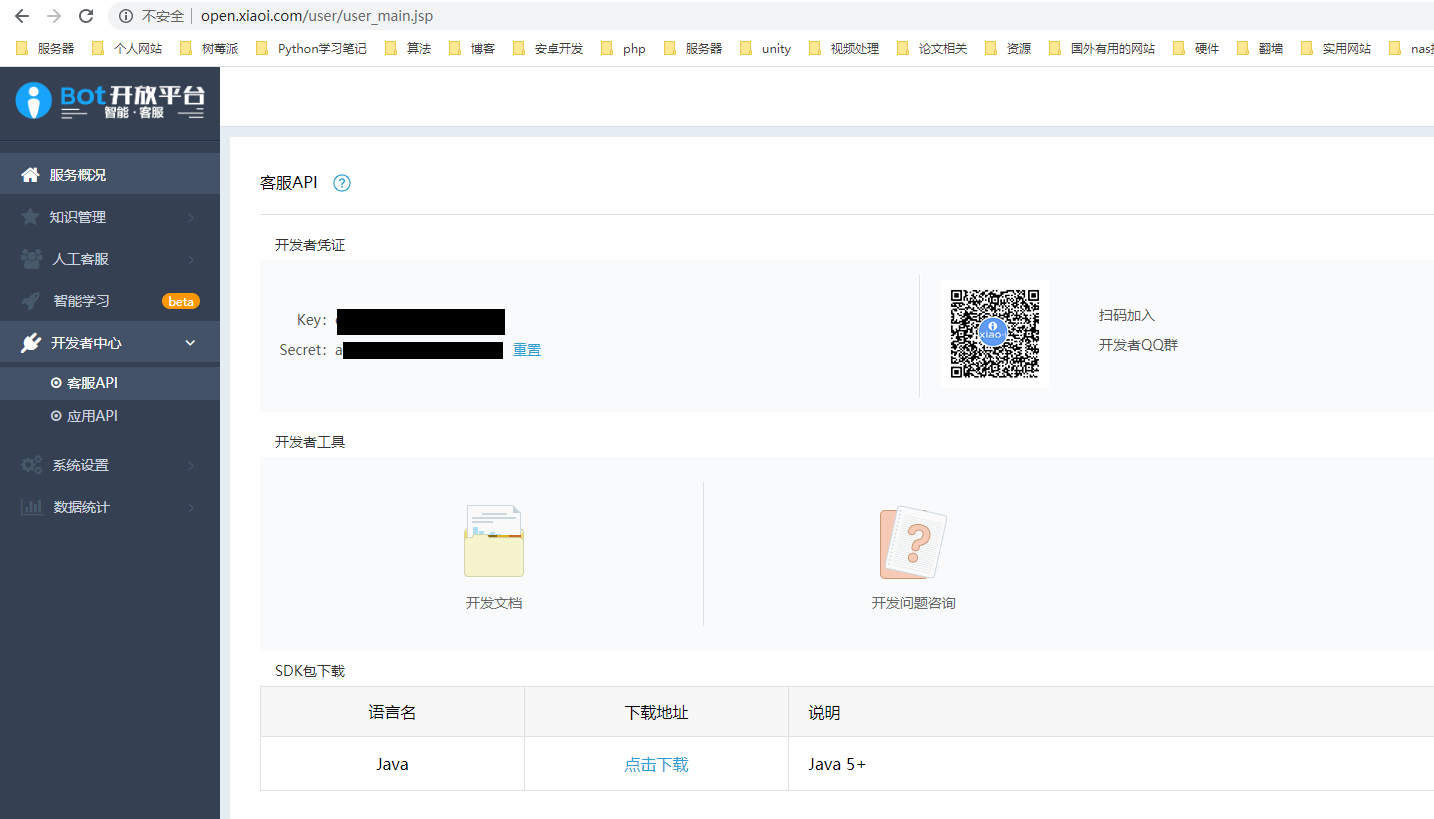 不安全 open.xiaoi.com/user/user_main.jsp
服务器 个人网站 树莓派 Python学习笔记 算法 博客 安卓开发 php 服务器 unity 视频处理 论文相关 资源 国外有用的网站 硬件 翻墙 实用网站
Bot开放平台
智能·客服
服务概况
知识管理
人工客服
智能学习 beta
开发者中心
客服API
应用API
系统设置
数据统计
客服API ?
开发者凭证
Key:
Secret: a 重置
xiao-i
扫码加入
开发者QQ群
开发者工具
开发文档
开发问题咨询
SDK包下载
语言名 下载地址 说明
Java 点击下载 Java 5+